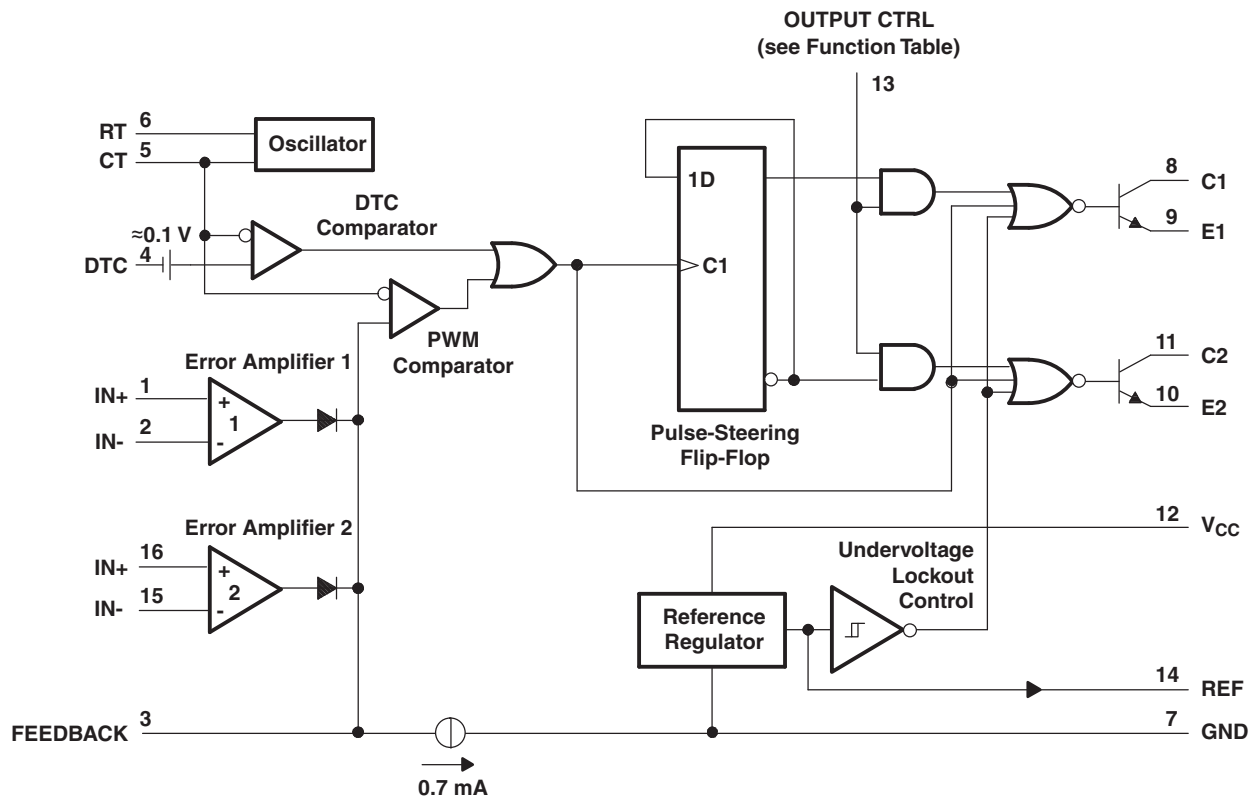 OUTPUT CTRL
(see Function Table)
13
RT 6
CT 5
Oscillator
DTC
Comparator
≈0.1 V
DTC 4
PWM
Comparator
1D
C1
Pulse-Steering
Flip-Flop
8 C1
9 E1
11 C2
10 E2
Error Amplifier 1
IN+ 1
IN- 2
+
1
-
Error Amplifier 2
IN+ 16
IN- 15
+
2
-
12 VCC
Undervoltage
Lockout
Control
Reference
Regulator
14 REF
7 GND
FEEDBACK 3
0.7 mA